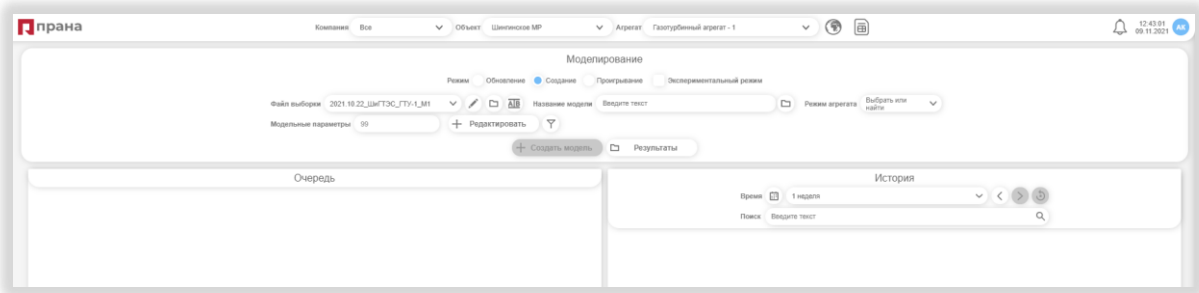 прана Компания Все Объект Шингинское МР Агрегат Газотурбинный агрегат - 1 12:43:01
09.11.2021 АК
Моделирование
Режим Обновление Создание Проигрывание Экспериментальный режим
Файл выборки 2021.10.22_ШиГТЭС_ГТУ-1_М1 А|Б Название модели Введите текст Режим агрегата Выбрать или
найти
Модельные параметры 99 Редактировать
Создать модель Результаты
Очередь
История
Время 1 неделя
Поиск Введите текст